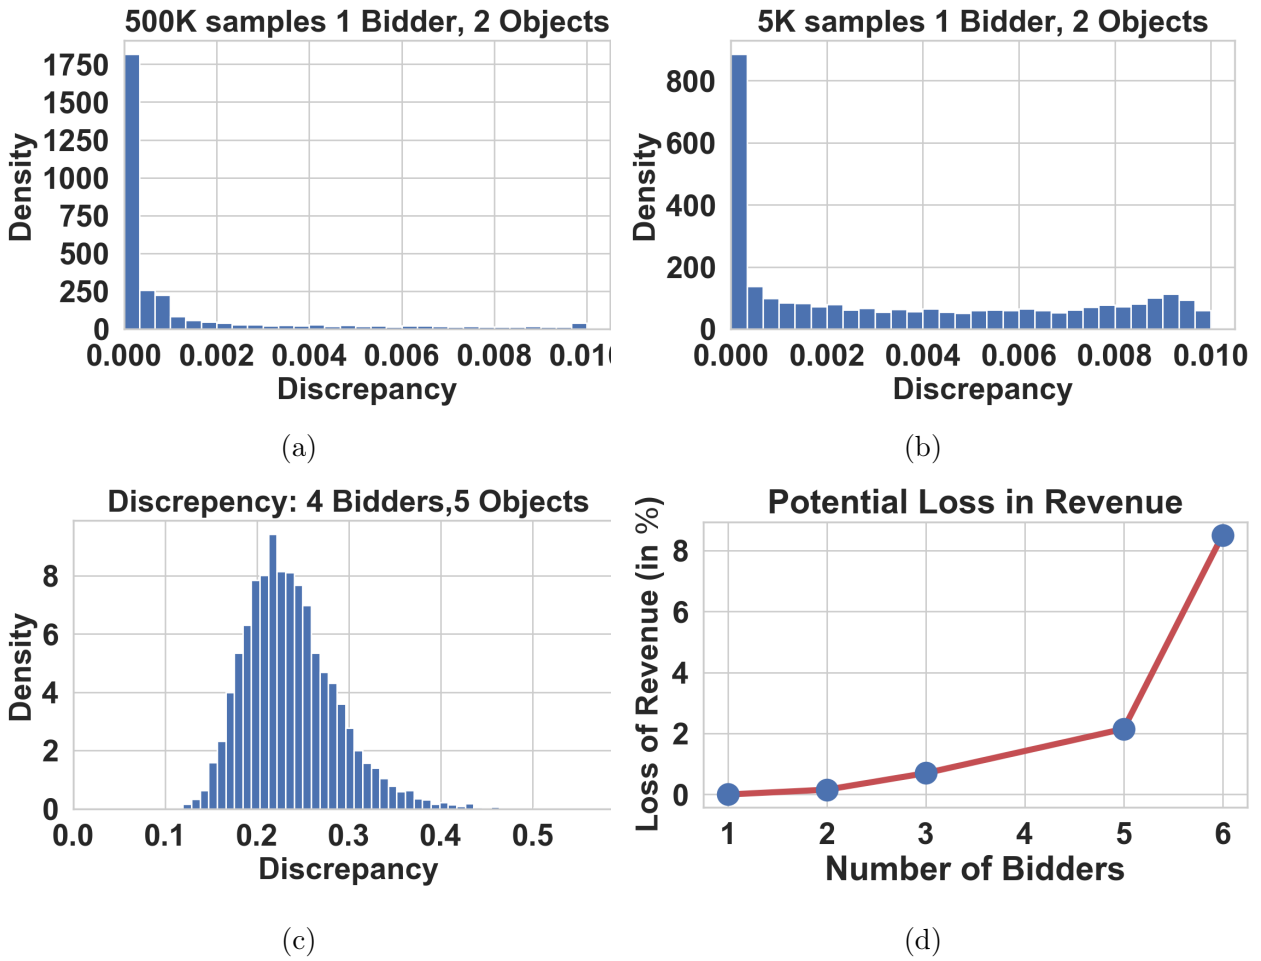 500K samples 1 Bidder, 2 Objects
Density
1750
1500
1250
1000
750
500
250
0
0.000 0.002 0.004 0.006 0.008 0.01
Discrepancy
(a)
5K samples 1 Bidder, 2 Objects
Density
800
600
400
200
0
0.000 0.002 0.004 0.006 0.008 0.010
Discrepancy
(b)
Discrepency: 4 Bidders,5 Objects
Density
8
6
4
2
0
0.0 0.1 0.2 0.3 0.4 0.5
Discrepancy
(c)
Potential Loss in Revenue
Loss of Revenue (in %)
8
6
4
2
0
1 2 3 4 5 6
Number of Bidders
(d)